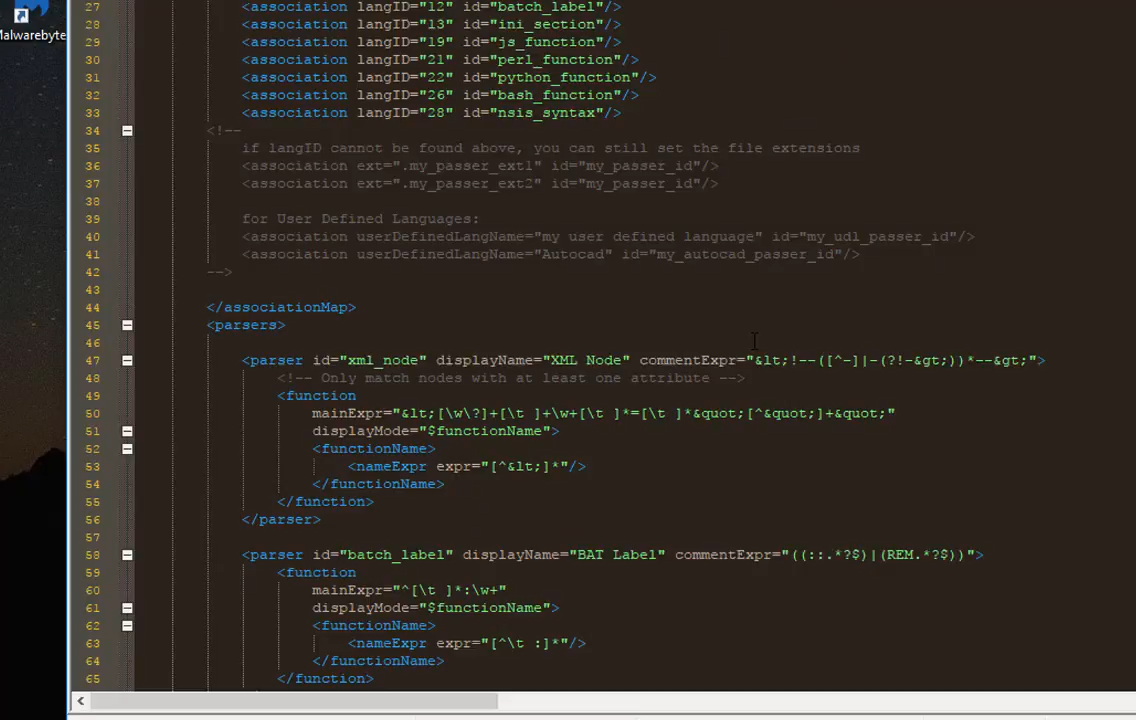 Malwarebyte
27 <association langID="12" id="batch_label"/>
28 <association langID="13" id="ini_section"/>
29 <association langID="19" id="js_function"/>
30 <association langID="21" id="perl_function"/>
31 <association langID="22" id="python_function"/>
32 <association langID="26" id="bash_function"/>
33 <association langID="28" id="nsis_syntax"/>
34 <!--
35 if langID cannot be found above, you can still set the file extensions
36 <association ext=".my_passer_ext1" id="my_passer_id"/>
37 <association ext=".my_passer_ext2" id="my_passer_id"/>
38
39 for User Defined Languages:
40 <association userDefinedLangName="my user defined language" id="my_udl_passer_id"/>
41 <association userDefinedLangName="Autocad" id="my_autocad_passer_id"/>
42 -->
43
44 </associationMap>
45 <parsers>
46
47 <parser id="xml_node" displayName="XML Node" commentExpr="&lt;!--([^-]|-(?!-&gt;))*--&gt;">
48 <!-- Only match nodes with at least one attribute -->
49 <function
50 mainExpr="&lt;[\w\?]+[\t ]+\w+[\t ]*=[\t ]*&quot;[^&quot;]+&quot;"
51 displayMode="$functionName">
52 <functionName>
53 <nameExpr expr="[^&lt;]*"/>
54 </functionName>
55 </function>
56 </parser>
57
58 <parser id="batch_label" displayName="BAT Label" commentExpr="((::.*?$)|(REM.*?$))">
59 <function
60 mainExpr="^[\t ]*:\w+"
61 displayMode="$functionName">
62 <functionName>
63 <nameExpr expr="[^\t :]*"/>
64 </functionName>
65 </function>